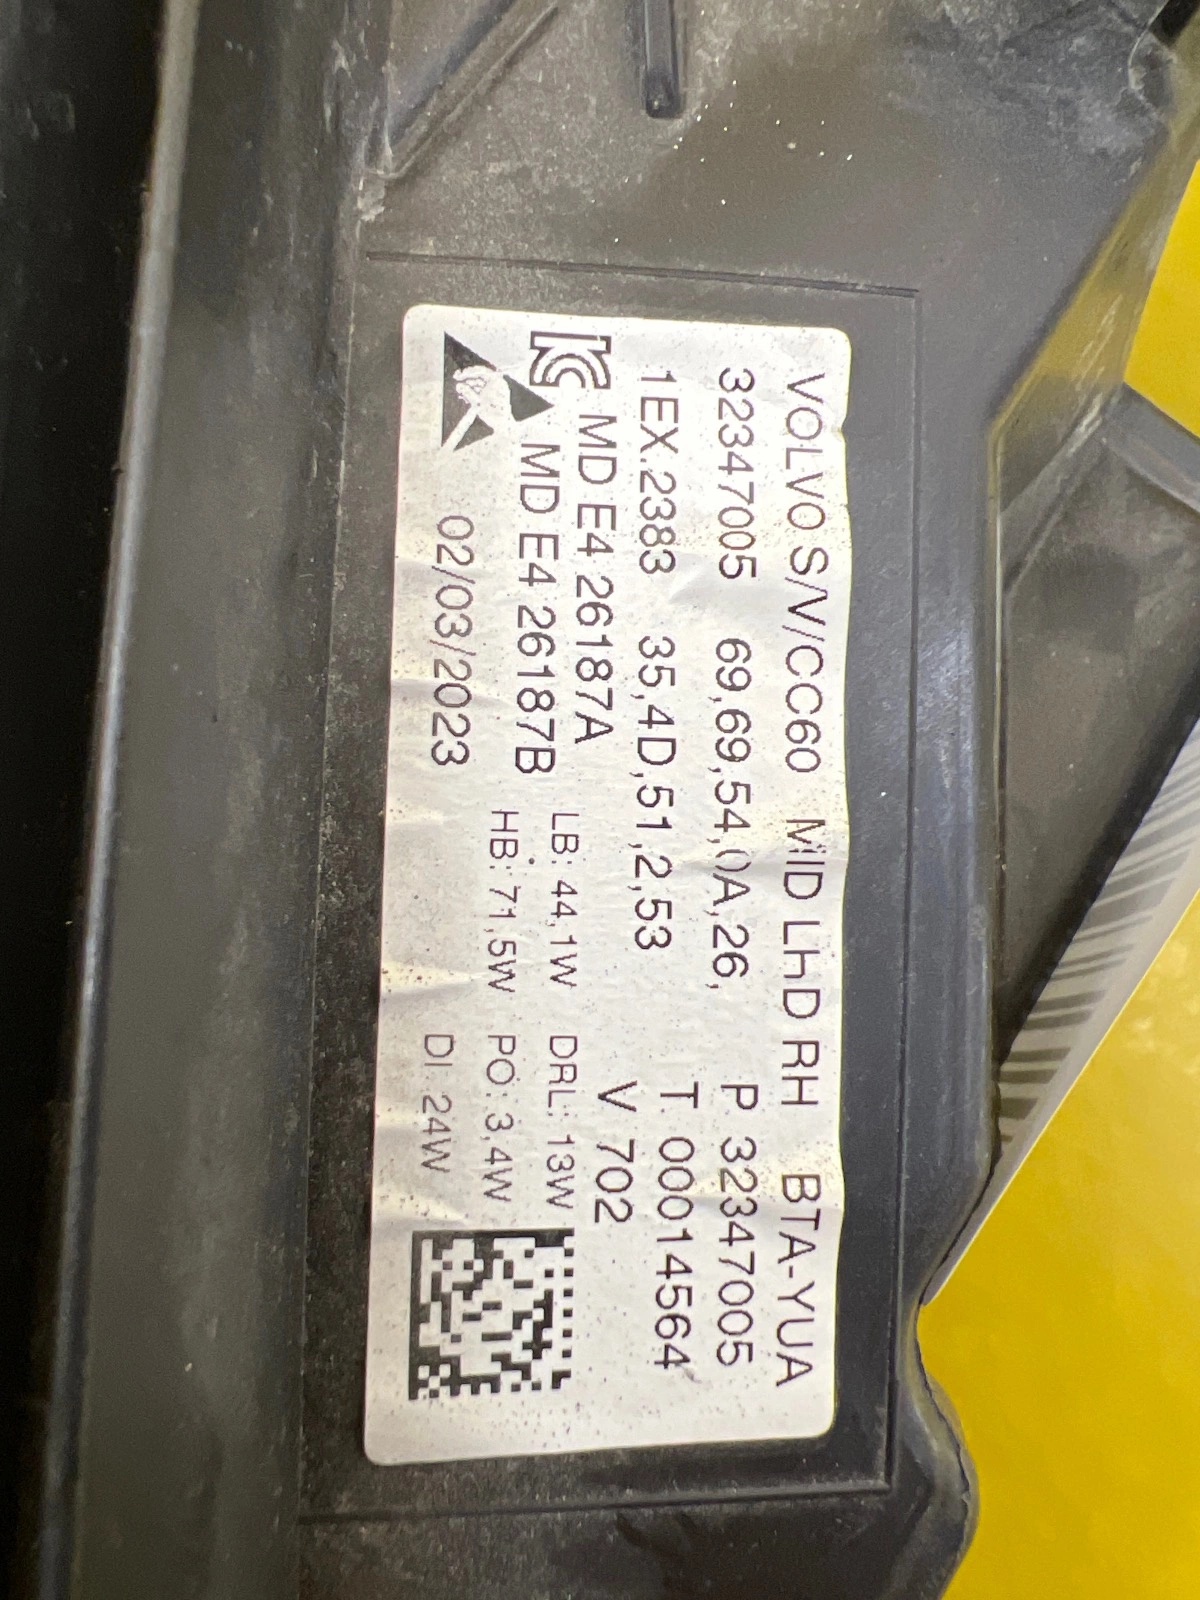 VOLVO S/V/CC60 MID LhD RH BTA-YUA
32347005 69,69,54,0A,26, P 32347005
1EX.2383 35,4D,51,2,53 T 00014564
V 702
MD E4 26187A LB: 44,1W DRL: 13W
MD E4 26187B HB: 71,5W PO: 3,4W
02/03/2023 DI: 24W